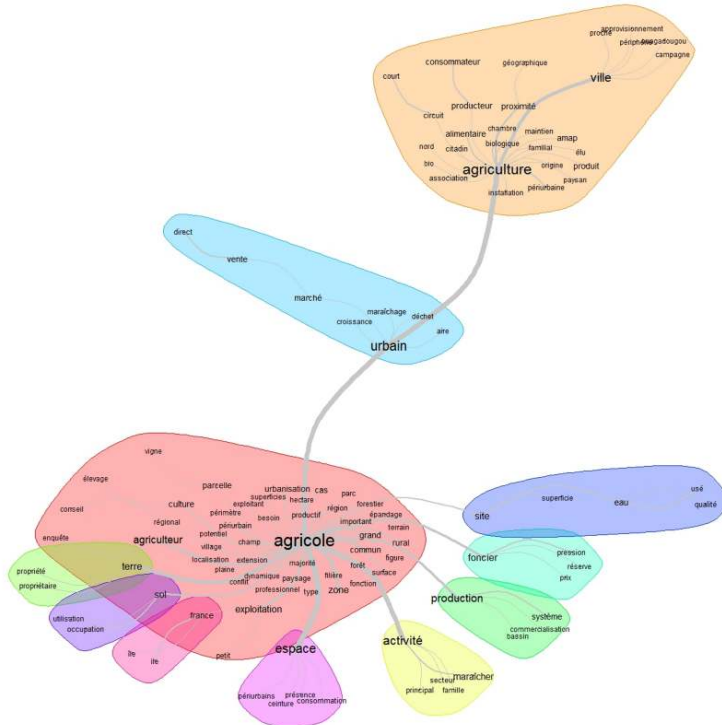 approvisionnement
proche
périphérie
ouagadougou
campagne
consommateur
géographique
court
ville
producteur
proximité
circuit
chambre
maintien
alimentaire
amap
biologique
nord
citadin
familial
élu
bio
origine
produit
agriculture
association
paysan
installation
périurbaine
direct
vente
marché
maraîchage
déchet
croissance
aire
urbain
vigne
élevage
parcelle
urbanisation
cas
parc
superficies
hectare
forestier
culture
exploitant
région
conseil
périmètre
épandage
régional
besoin
productif
périurbain
important
terrain
potentiel
enquête
agriculteur
champ
agricole
grand
rural
village
commun
figure
localisation
extension
majorité
forêt
plaine
dynamique
paysage
filière
surface
conflit
fonction
professionnel
type
zone
exploitation
petit
usé
superficie
eau
qualité
site
foncier
pression
réserve
prix
propriété
terre
propriétaire
sol
utilisation
occupation
france
production
système
commercialisation
bassin
espace
activité
périurbains
présence
ceinture
consommation
maraîcher
secteur
principal
famille